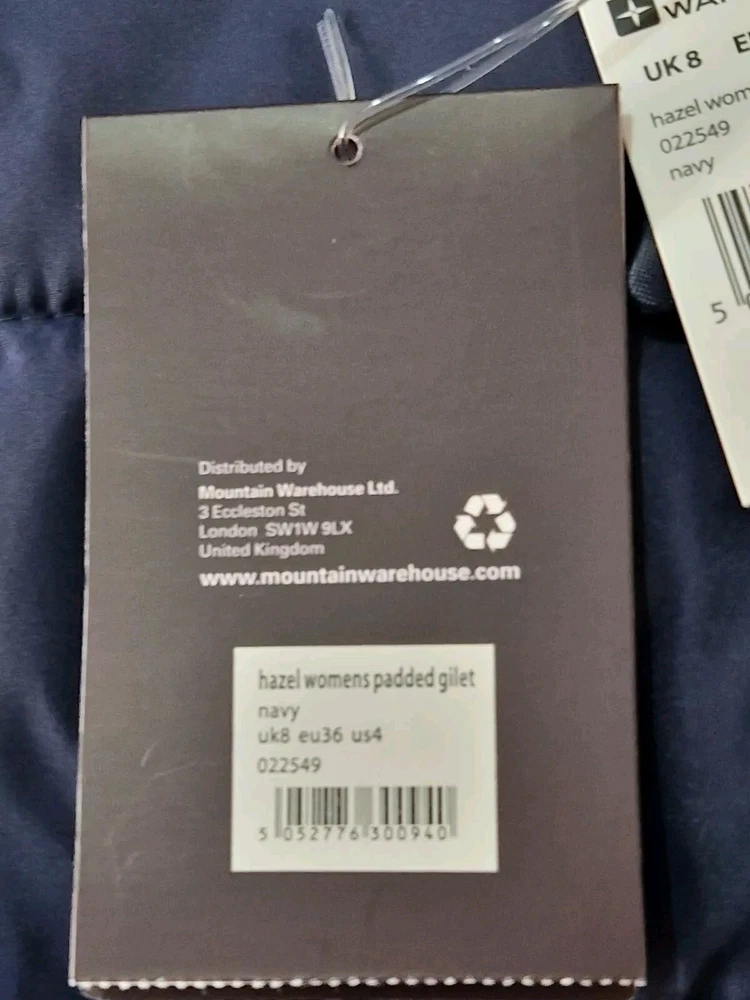 UK 8
hazel
022549
navy
5
Distributed by
Mountain Warehouse Ltd.
3 Eccleston St
London SW1W 9LX
United Kingdom
www.mountainwarehouse.com
hazel womens padded gilet
navy
uk8 eu36 us4
022549
5 052776 300940